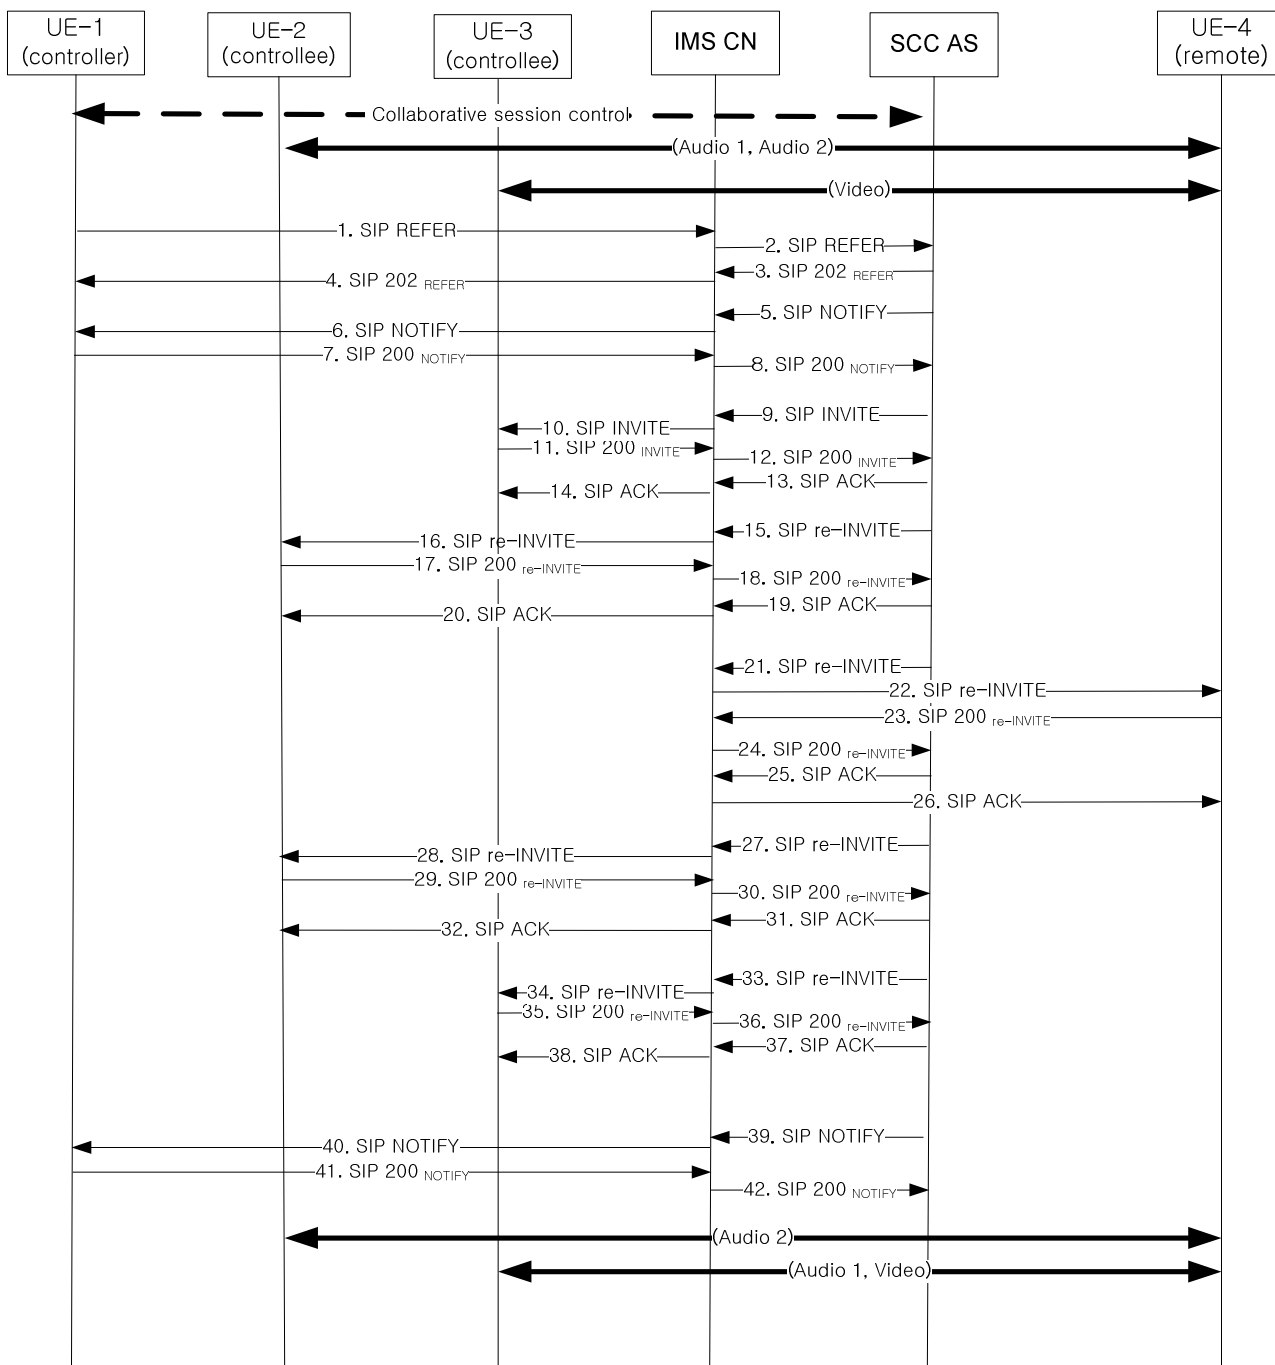 UE-1
(controller)
UE-2
(controllee)
UE-3
(controllee)
IMS CN
SCC AS
UE-4
(remote)
Collaborative session control
(Audio 1, Audio 2)
(Video)
1. SIP REFER
2. SIP REFER
3. SIP 202 REFER
4. SIP 202 REFER
5. SIP NOTIFY
6. SIP NOTIFY
7. SIP 200 NOTIFY
8. SIP 200 NOTIFY
9. SIP INVITE
10. SIP INVITE
11. SIP 200 INVITE
12. SIP 200 INVITE
13. SIP ACK
14. SIP ACK
15. SIP re-INVITE
16. SIP re-INVITE
17. SIP 200 re-INVITE
18. SIP 200 re-INVITE
19. SIP ACK
20. SIP ACK
21. SIP re-INVITE
22. SIP re-INVITE
23. SIP 200 re-INVITE
24. SIP 200 re-INVITE
25. SIP ACK
26. SIP ACK
27. SIP re-INVITE
28. SIP re-INVITE
29. SIP 200 re-INVITE
30. SIP 200 re-INVITE
31. SIP ACK
32. SIP ACK
33. SIP re-INVITE
34. SIP re-INVITE
35. SIP 200 re-INVITE
36. SIP 200 re-INVITE
37. SIP ACK
38. SIP ACK
39. SIP NOTIFY
40. SIP NOTIFY
41. SIP 200 NOTIFY
42. SIP 200 NOTIFY
(Audio 2)
(Audio 1, Video)